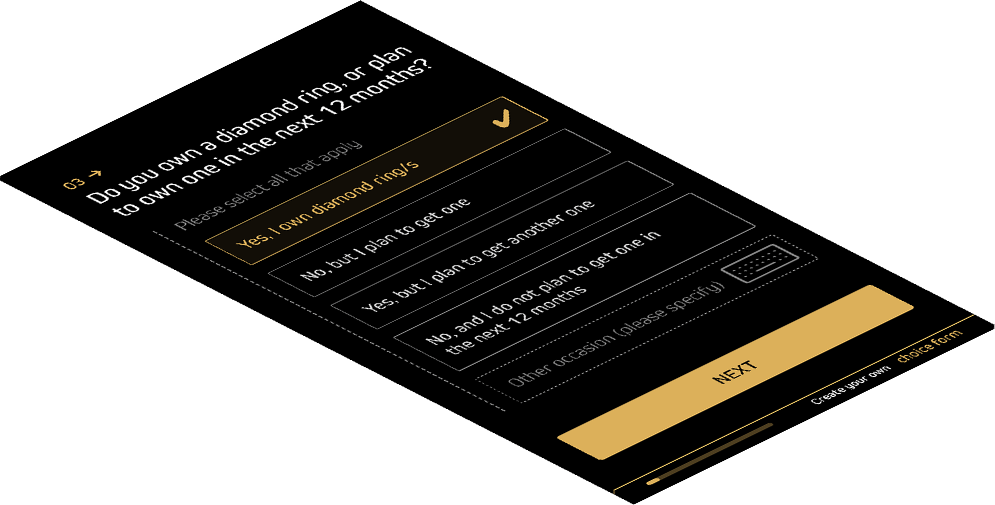 03 →
Do you own a diamond ring, or plan
to own one in the next 12 months?
Please select all that apply
Yes, I own diamond ring/s
No, but I plan to get one
Yes, but I plan to get another one
No, and I do not plan to get one in
the next 12 months
Other occasion (please specify)
NEXT
Create your own choice form